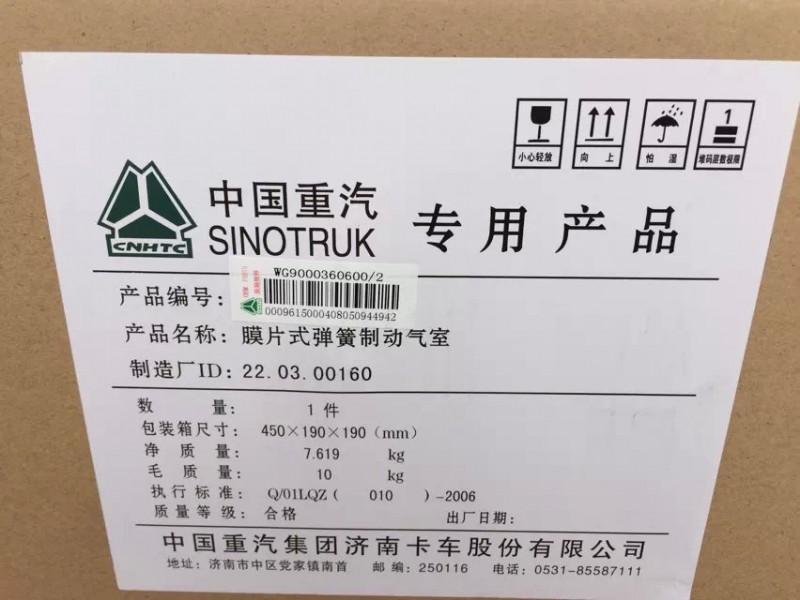 小心轻放
向 上
怕 湿
1
堆码层数极限
CNHTC
中国重汽
SINOTRUK
专用产品
产品编号:
WG9000360600/2
000961500040805094​4942
产品名称: 膜片式弹簧制动气室
制造厂ID: 22.03.00160
数 量: 1 件
包装箱尺寸: 450×190×190（mm）
净 质 量: 7.619 kg
毛 质 量: 10 kg
执行标准: Q/01LQZ( 010 )-2006
质量等级: 合格 出厂日期:
中国重汽集团济南卡车股份有限公司
地址: 济南市中区党家镇南首 邮 编: 250116 电话: 0531-85587111